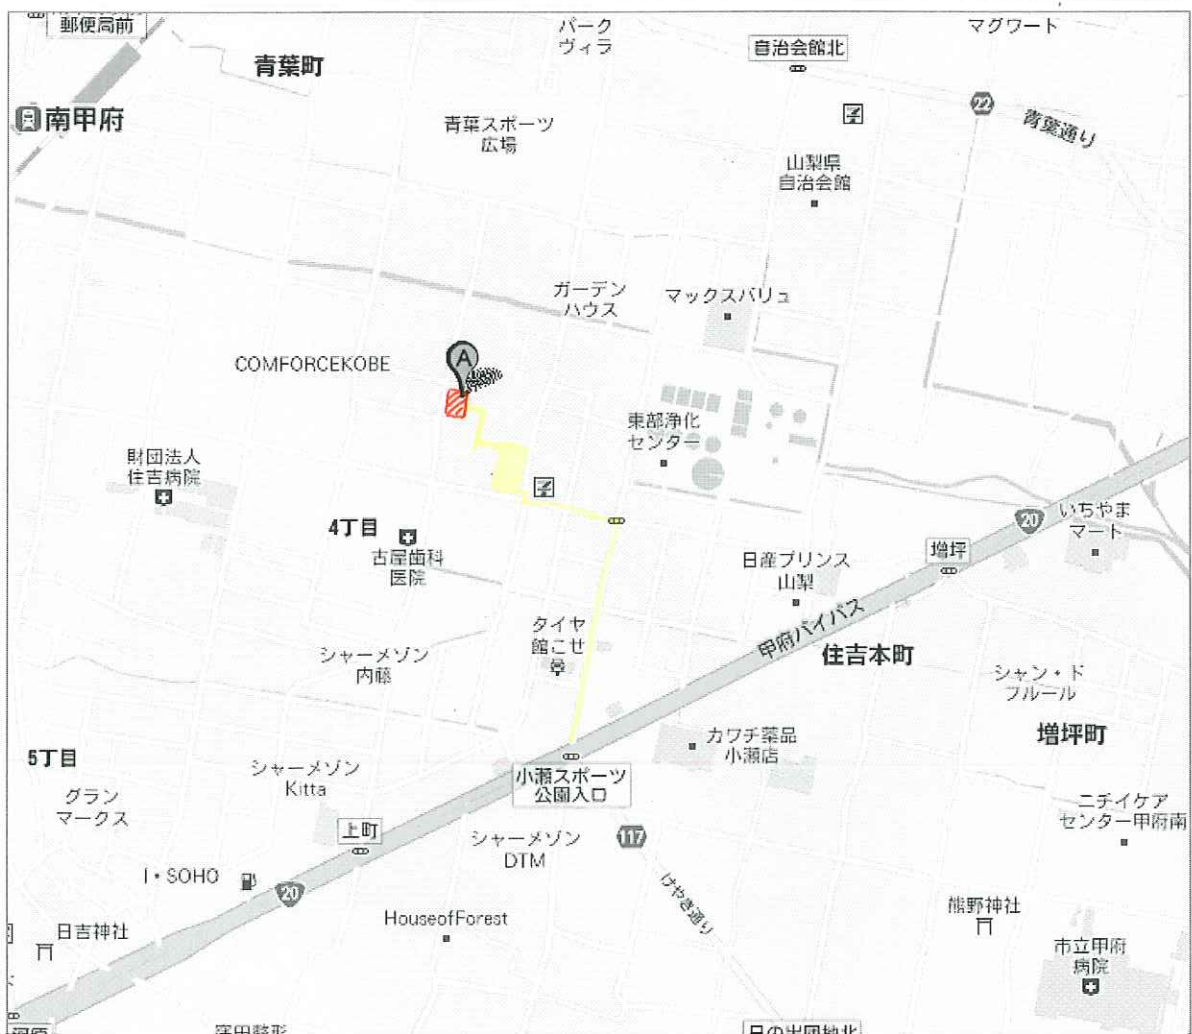 郵便局前
パーク
ヴィラ
マグワート
自治会館北
青葉町
南甲府
22
青葉通り
青葉スポーツ
広場
山梨県
自治会館
ガーデン
ハウス
マックスバリュ
COMFORCEKOBE
A
東部浄化
センター
財団法人
住吉病院
4丁目
古屋歯科
医院
20
いちやま
マート
増坪
日産プリンス
山梨
甲府バイパス
タイヤ
館こせ
住吉本町
シャーメゾン
内藤
シャン・ド
フルール
カワチ薬品
小瀬店
増坪町
5丁目
シャーメゾン
Kitta
小瀬スポーツ
公園入口
グラン
マークス
ニチイケア
センター甲府南
上町
シャーメゾン
DTM
117
けやき通り
I・SOHO
20
HouseofForest
熊野神社
日吉神社
市立甲府
病院
窪田整形
日の出団地北